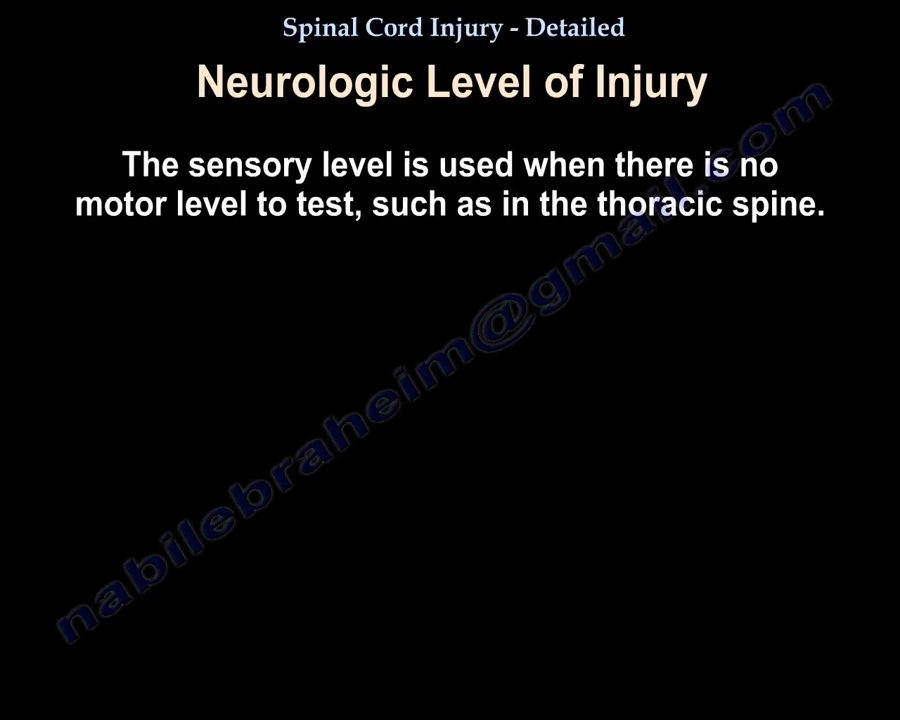 Spinal Cord Injury - Detailed
Neurologic Level of Injury
The sensory level is used when there is no
motor level to test, such as in the thoracic spine.
nabilebraheim@gmail.com